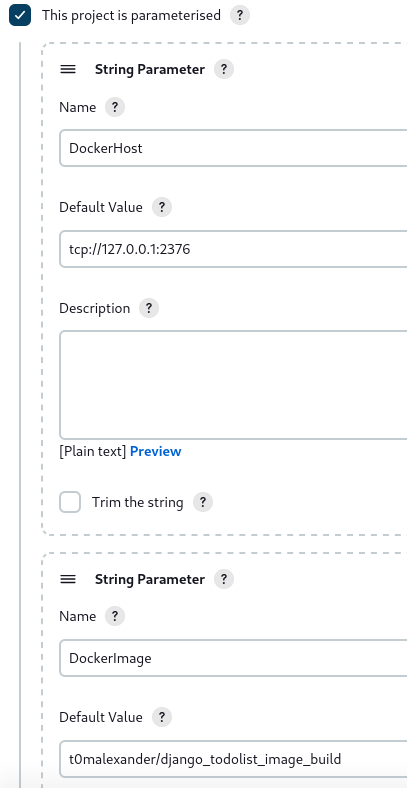 This project is parameterised ?
String Parameter ?
Name ?
DockerHost
Default Value ?
tcp://127.0.0.1:2376
Description ?
[Plain text] Preview
Trim the string ?
String Parameter ?
Name ?
DockerImage
Default Value ?
t0malexander/django_todolist_image_build